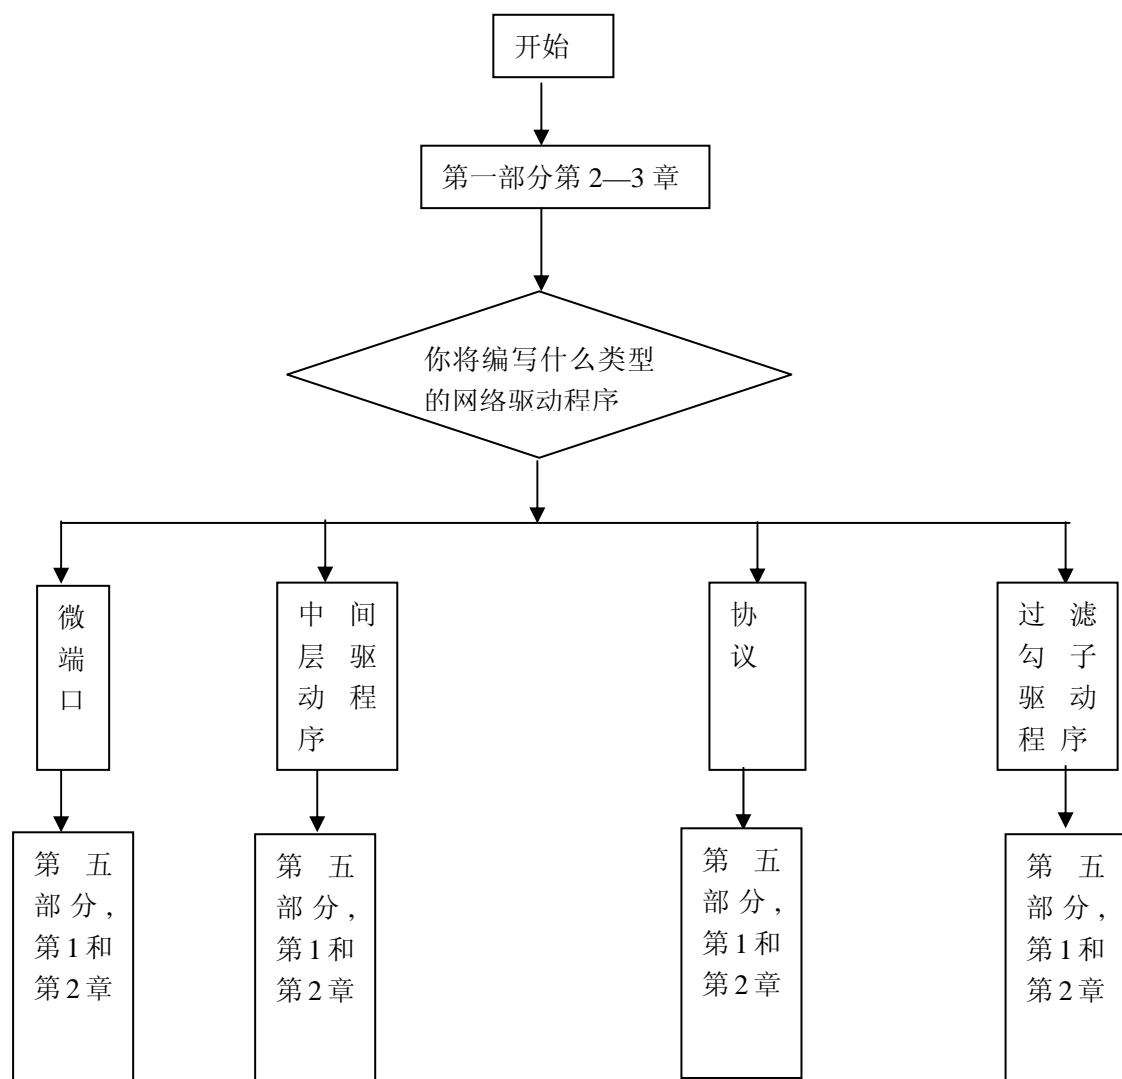 开始
第一部分第 2—3 章
你将编写什么类型
的网络驱动程序
微
端
口
中 间
层 驱
动 程
序
协
议
过 滤
勾 子
驱 动
程 序
第 五
部 分 ,
第 1 和
第 2 章
第 五
部 分 ,
第 1 和
第 2 章
第 五
部 分 ,
第 1 和
第 2 章
第 五
部 分 ,
第 1 和
第 2 章